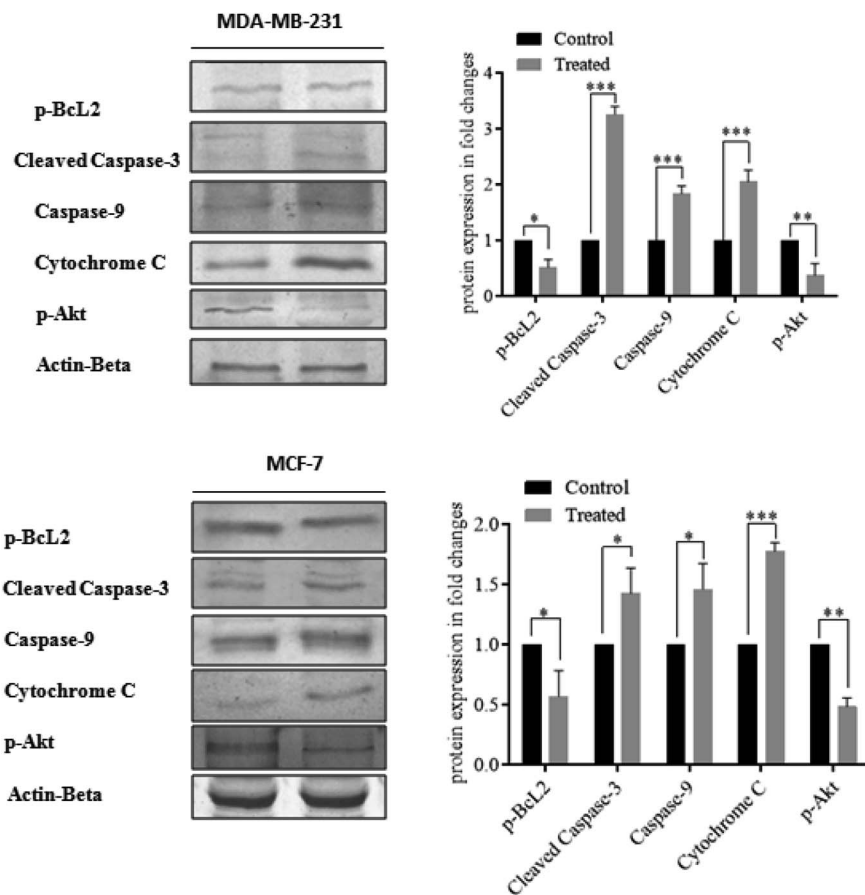 MDA-MB-231
p-BcL2
Cleaved Caspase-3
Caspase-9
Cytochrome C
p-Akt
Actin-Beta
Control
Treated
protein expression in fold changes
4
3
2
1
0
*
***
***
***
**
p-BcL2
Cleaved Caspase-3
Caspase-9
Cytochrome C
p-Akt
MCF-7
p-BcL2
Cleaved Caspase-3
Caspase-9
Cytochrome C
p-Akt
Actin-Beta
Control
Treated
protein expression in fold changes
2.0
1.5
1.0
0.5
0.0
*
*
*
***
**
p-BcL2
Cleaved Caspase-3
Caspase-9
Cytochrome C
p-Akt